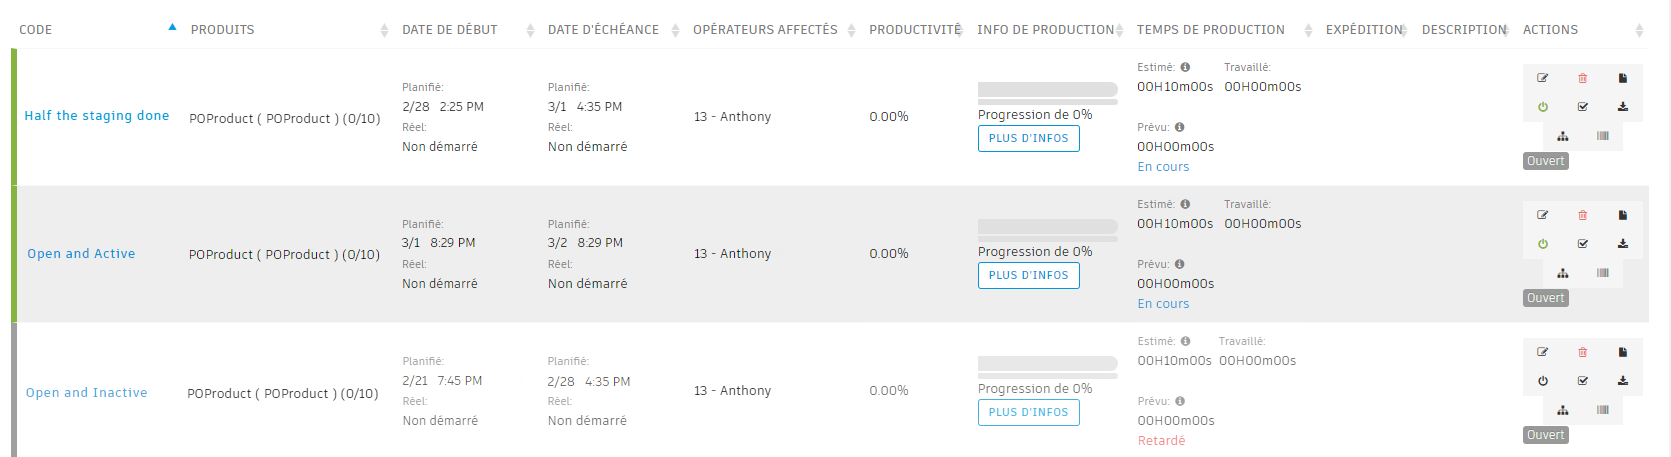 CODE PRODUITS DATE DE DÉBUT DATE D'ÉCHÉANCE OPÉRATEURS AFFECTÉS PRODUCTIVITÉ INFO DE PRODUCTION TEMPS DE PRODUCTION EXPÉDITION DESCRIPTION ACTIONS
Half the staging done
POProduct ( POProduct ) (0/10)
Planifié:
2/28 2:25 PM
Réel:
Non démarré
Planifié:
3/1 4:35 PM
Réel:
Non démarré
13 - Anthony
0.00%
Progression de 0%
PLUS D'INFOS
Estimé: Travaillé:
00H10m00s 00H00m00s
Prévu:
00H00m00s
En cours
Ouvert
Open and Active
POProduct ( POProduct ) (0/10)
Planifié:
3/1 8:29 PM
Réel:
Non démarré
Planifié:
3/2 8:29 PM
Réel:
Non démarré
13 - Anthony
0.00%
Progression de 0%
PLUS D'INFOS
Estimé: Travaillé:
00H10m00s 00H00m00s
Prévu:
00H00m00s
En cours
Ouvert
Open and Inactive
POProduct ( POProduct ) (0/10)
Planifié:
2/21 7:45 PM
Réel:
Non démarré
Planifié:
2/28 4:35 PM
Réel:
Non démarré
13 - Anthony
0.00%
Progression de 0%
PLUS D'INFOS
Estimé: Travaillé:
00H10m00s 00H00m00s
Prévu:
00H00m00s
Retardé
Ouvert